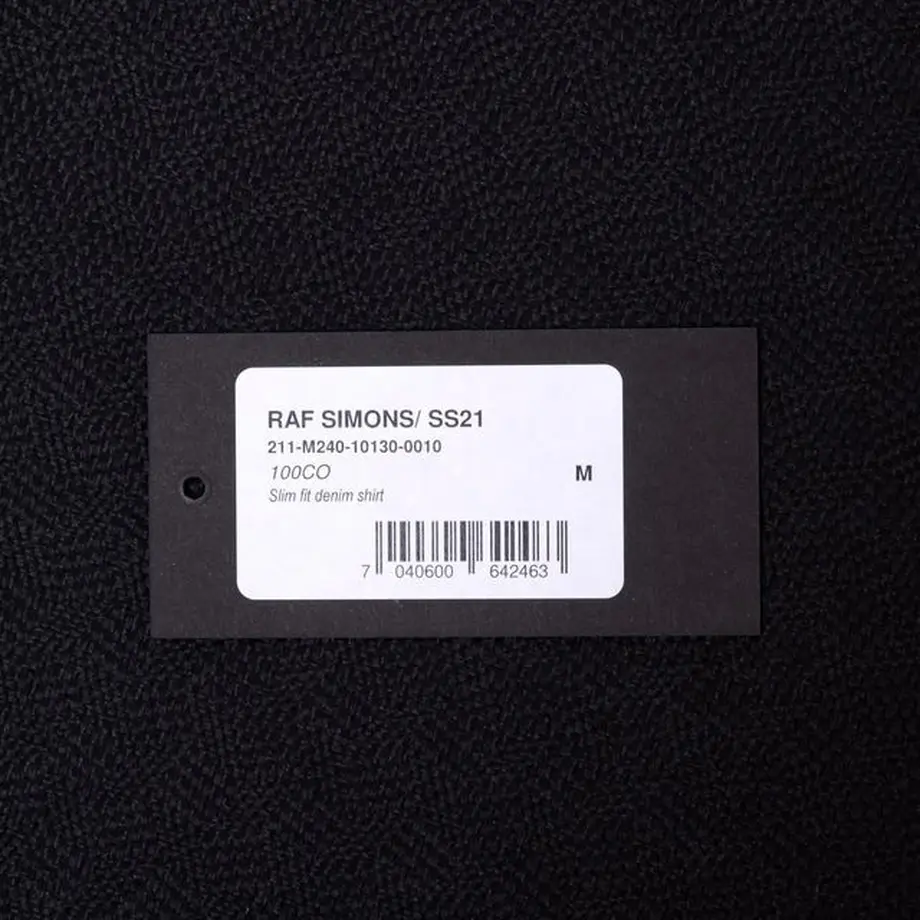 RAF SIMONS/ SS21
211-M240-10130-0010
100CO
M
Slim fit denim shirt
7 040600 642463